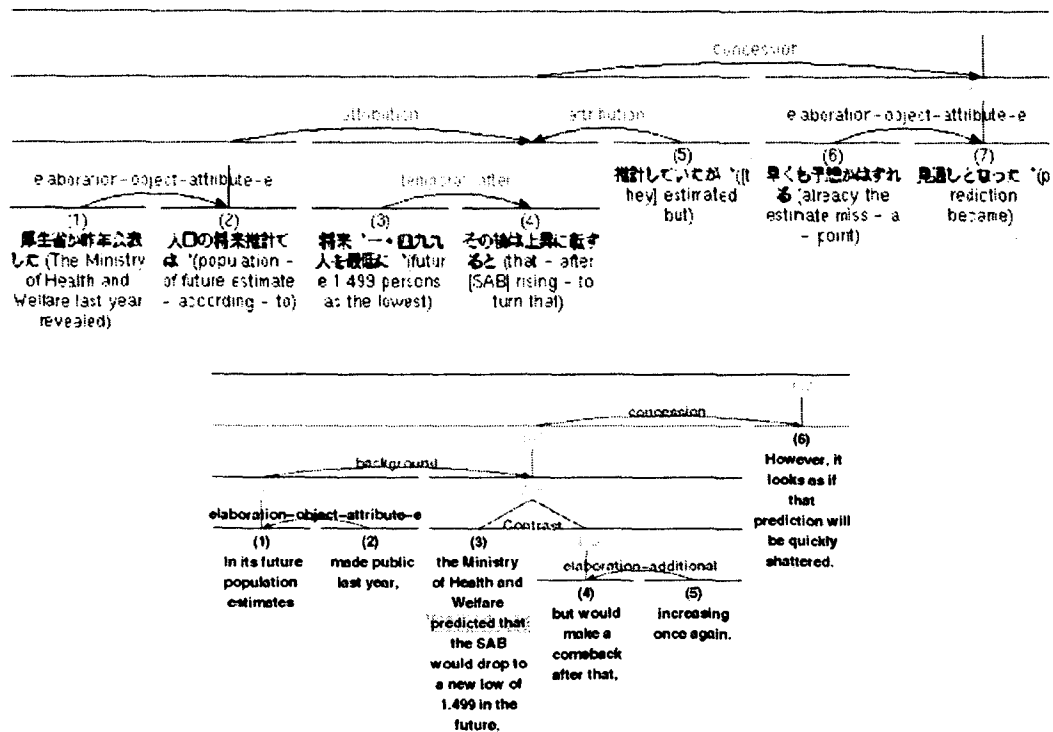 concession
attribution
attribution
elaboration-object-attribute-e
elaboration-object-attribute-e
temporal-after
(1)
厚生省が昨年公表
した (The Ministry
of Health and
Welfare last year
revealed)
(2)
人口の将来推計で
は、(population -
of future estimate
- according - to)
(3)
将来、一・四九九
人を最低に、(futur
e 1.499 persons
as the lowest)
(4)
その後は上昇に転す
ると (that - after
[SAB] rising - to
turn that)
(5)
推計していたが、([t
hey] estimated
but)
(6)
早くも予想がはずれ
る (already the
estimate miss - a
- point)
(7)
見通しとなった、(p
rediction
became)
concession
background
elaboration-object-attribute-e
Contrast
elaboration-additional
(1)
In its future
population
estimates
(2)
made public
last year,
(3)
the Ministry
of Health and
Welfare
predicted that
the SAB
would drop to
a new low of
1.499 in the
future,
(4)
but would
make a
comeback
after that,
(5)
increasing
once again.
(6)
However, it
looks as if
that
prediction will
be quickly
shattered.